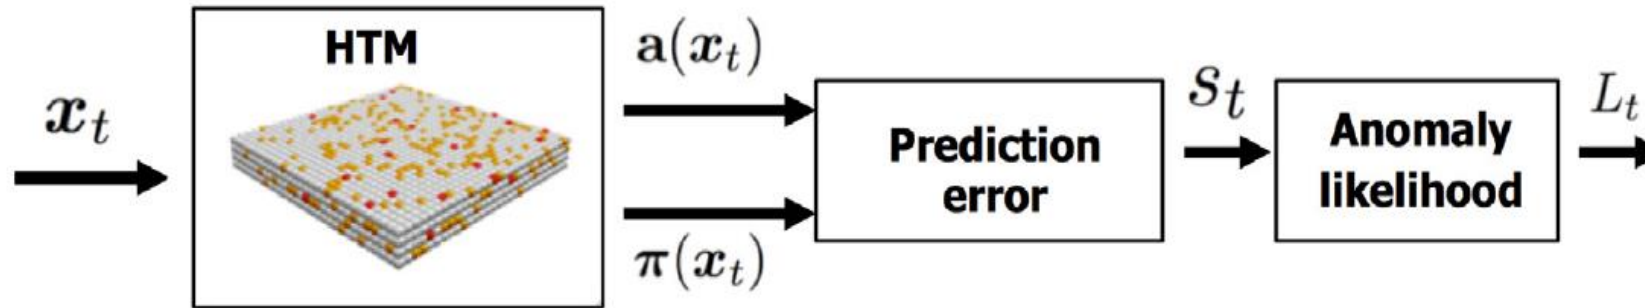 HTM
x_t
a(x_t)
π(x_t)
Prediction
error
S_t
Anomaly
likelihood
L_t